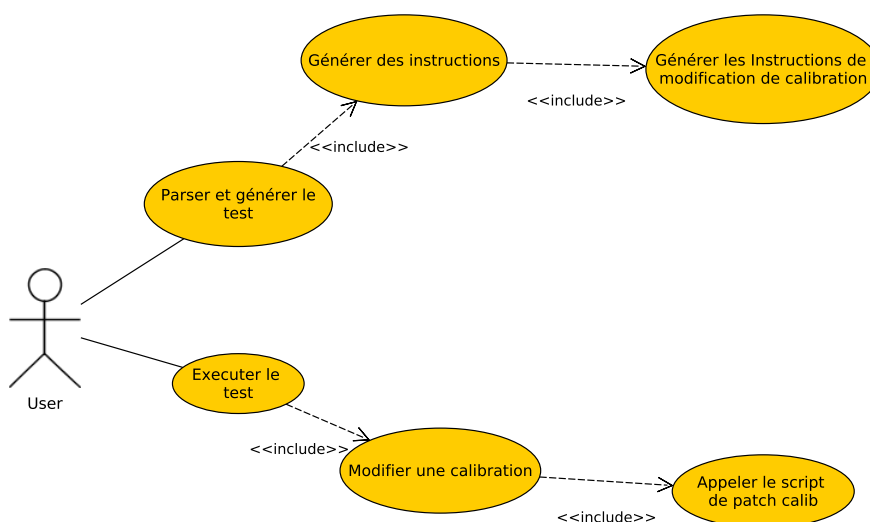 Générer des instructions
Générer les Instructions de
modification de calibration
<<include>>
<<include>>
Parser et générer le
test
Executer le
test
User
<<include>>
Modifier une calibration
Appeler le script
de patch calib
<<include>>